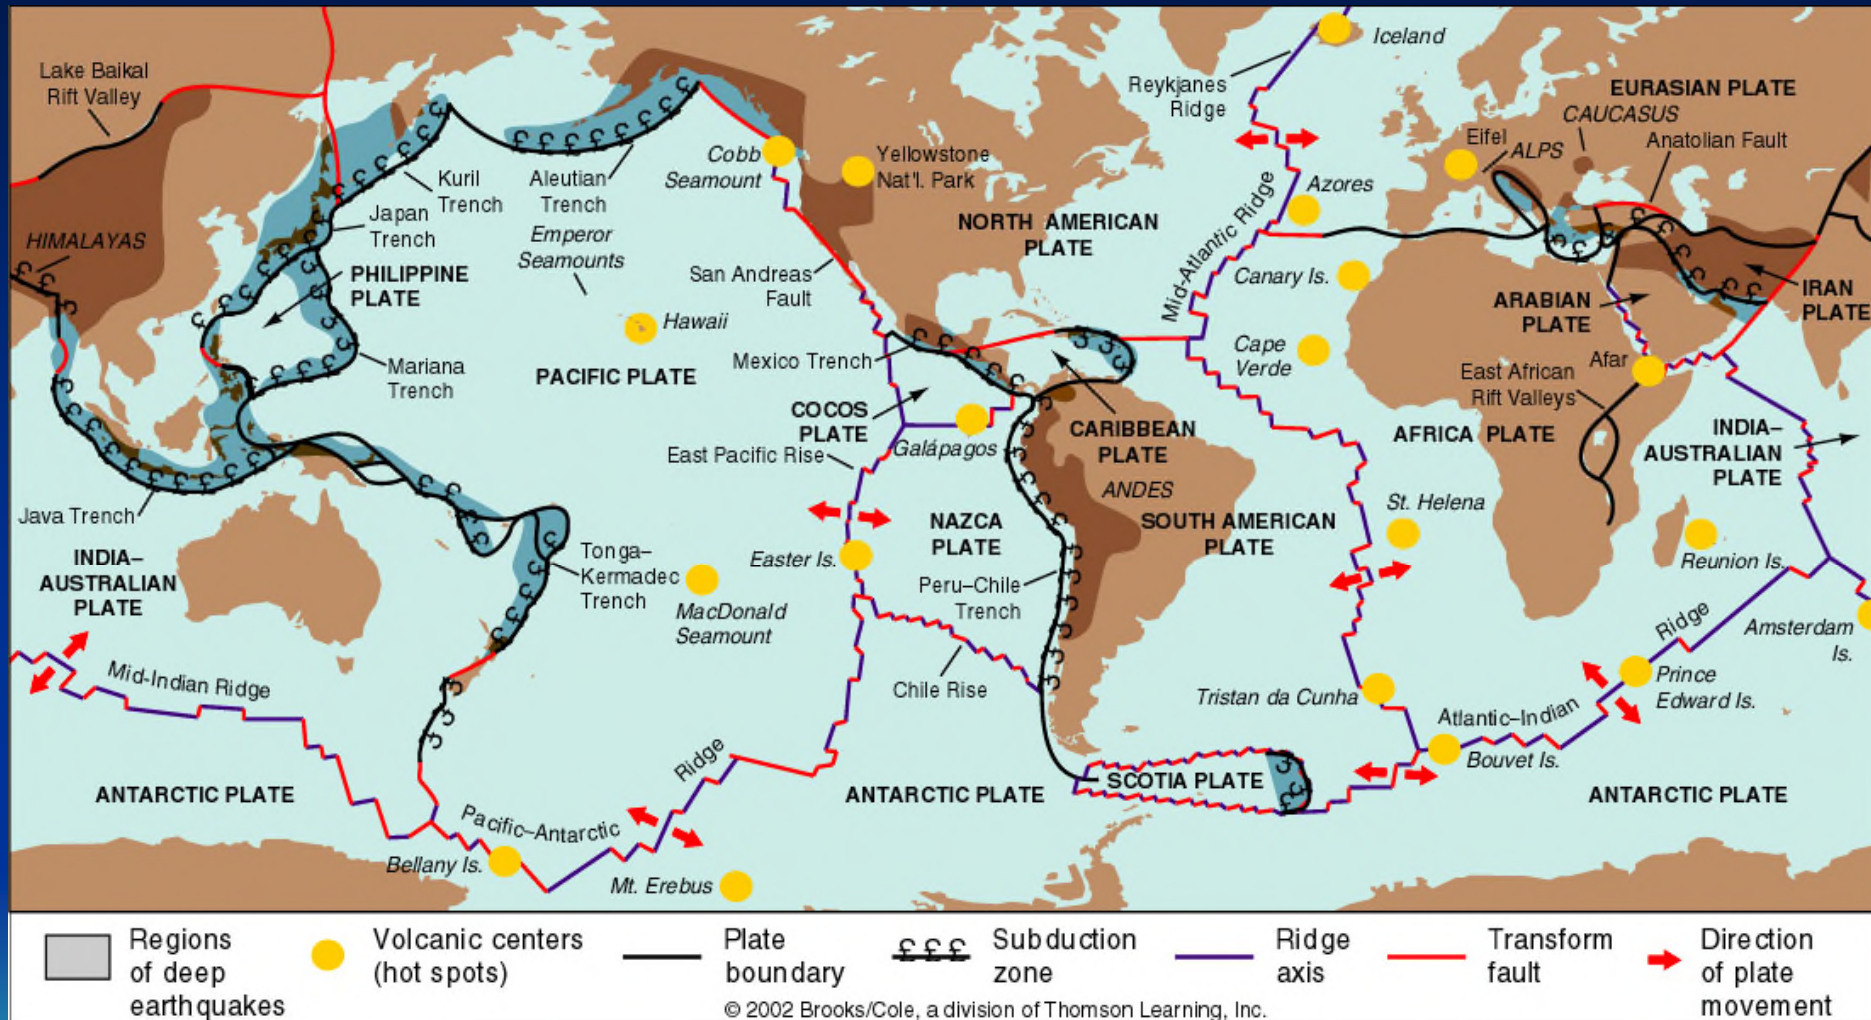 Lake Baikal
Rift Valley
HIMALAYAS
Kuril
Trench
Japan
Trench
PHILIPPINE
PLATE
Mariana
Trench
Java Trench
INDIA–
AUSTRALIAN
PLATE
Mid-Indian Ridge
ANTARCTIC PLATE
Aleutian
Trench
Emperor
Seamounts
Hawaii
PACIFIC PLATE
Tonga–
Kermadec
Trench
MacDonald
Seamount
Pacific–Antarctic
Ridge
Bellany Is.
Mt. Erebus
Cobb
Seamount
Yellowstone
Nat'l. Park
San Andreas
Fault
NORTH AMERICAN
PLATE
Mexico Trench
COCOS
PLATE
Galápagos
East Pacific Rise
CARIBBEAN
PLATE
ANDES
NAZCA
PLATE
SOUTH AMERICAN
PLATE
Easter Is.
Peru–Chile
Trench
Chile Rise
ANTARCTIC PLATE
SCOTIA PLATE
Iceland
Reykjanes
Ridge
Mid-Atlantic Ridge
Azores
Canary Is.
Cape
Verde
Eifel
ALPS
EURASIAN PLATE
CAUCASUS
Anatolian Fault
ARABIAN
PLATE
IRAN
PLATE
Afar
East African
Rift Valleys
AFRICA PLATE
INDIA–
AUSTRALIAN
PLATE
St. Helena
Reunion Is.
Amsterdam
Is.
Tristan da Cunha
Atlantic–Indian
Ridge
Prince
Edward Is.
Bouvet Is.
ANTARCTIC PLATE
Regions
of deep
earthquakes
Volcanic centers
(hot spots)
Plate
boundary
Subduction
zone
Ridge
axis
Transform
fault
Direction
of plate
movement
© 2002 Brooks/Cole, a division of Thomson Learning, Inc.